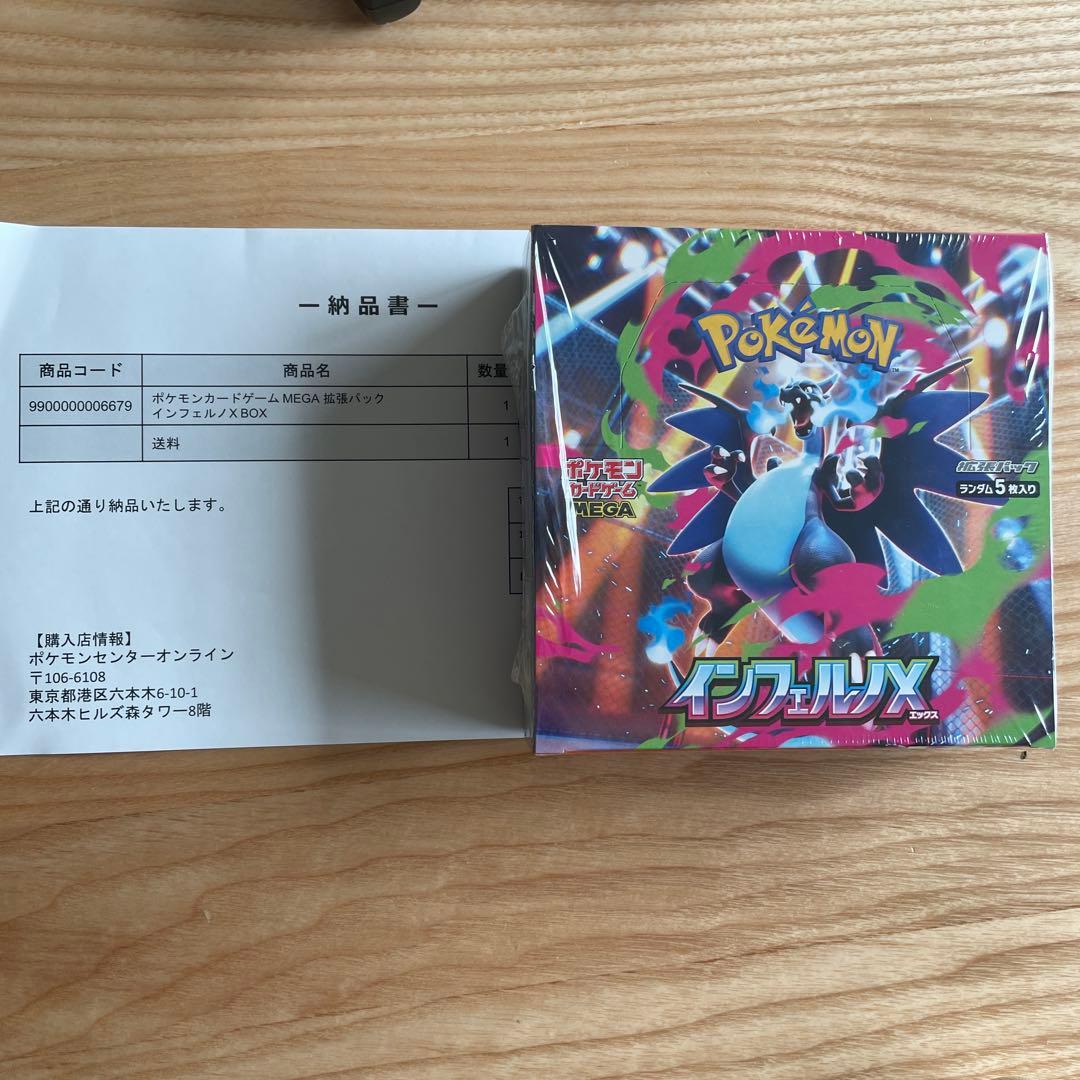 ー納品書ー
商品コード 商品名 数量
9900000006679 ポケモンカードゲーム MEGA 拡張パック
インフェルノX BOX 1
送料 1
上記の通り納品いたします。
【購入店情報】
ポケモンセンターオンライン
〒106-6108
東京都港区六本木6-10-1
六本木ヒルズ森タワー8階
POKéMON
TM
ポケモン
カードゲーム
MEGA
拡張パック
ランダム5枚入り
インフェルノX
エックス